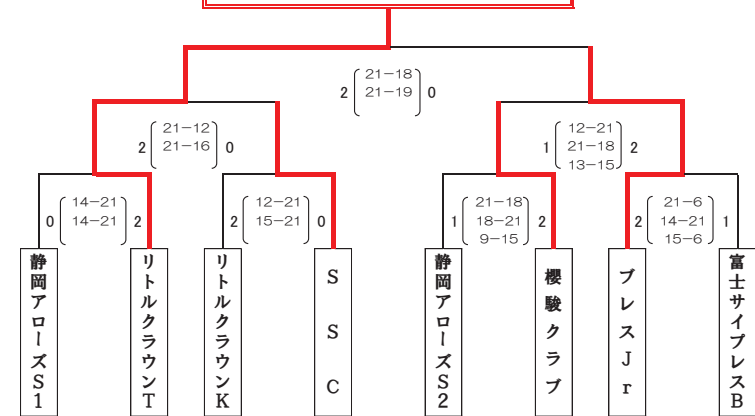 21-18
2 21-19 0
21-12
2 21-16 0
12-21
1 21-18 2
13-15
14-21
0 14-21 2
12-21
2 15-21 0
21-18
1 18-21 2
9-15
21-6
2 14-21 1
15-6
静岡アローズS1
リトルクラウンT
リトルクラウンK
SSC
静岡アローズS2
櫻駿クラブ
ブレスJr
富士サイプレスB